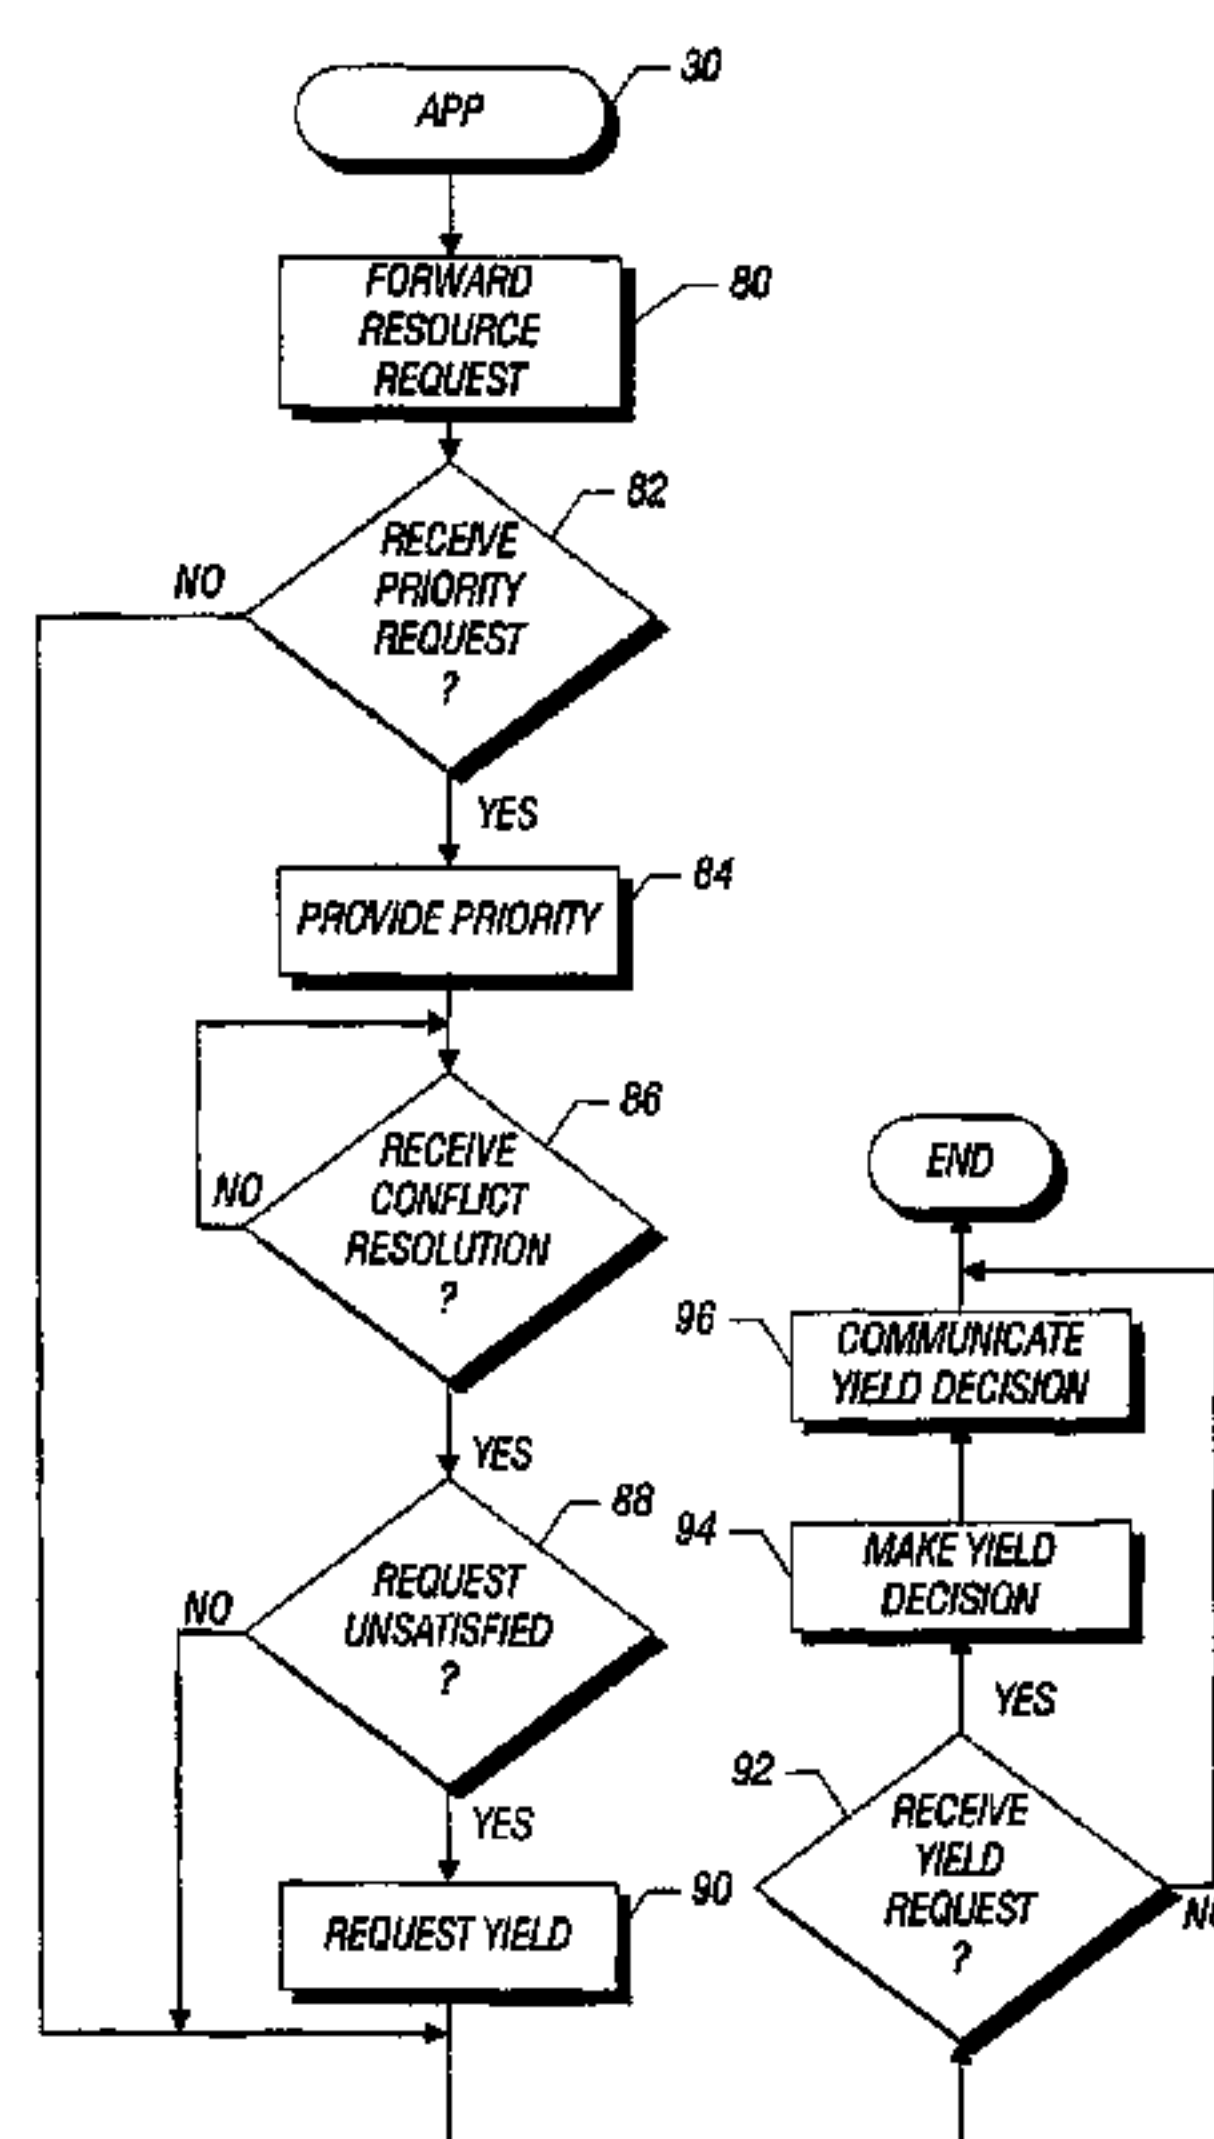 APP
30
FORWARD
RESOURCE
REQUEST
80
RECEIVE
PRIORITY
REQUEST
?
82
NO
YES
PROVIDE PRIORITY
84
RECEIVE
CONFLICT
RESOLUTION
?
86
NO
YES
REQUEST
UNSATISFIED
?
88
NO
YES
REQUEST YIELD
90
END
COMMUNICATE
YIELD DECISION
96
MAKE YIELD
DECISION
94
YES
RECEIVE
YIELD
REQUEST
?
92
NO